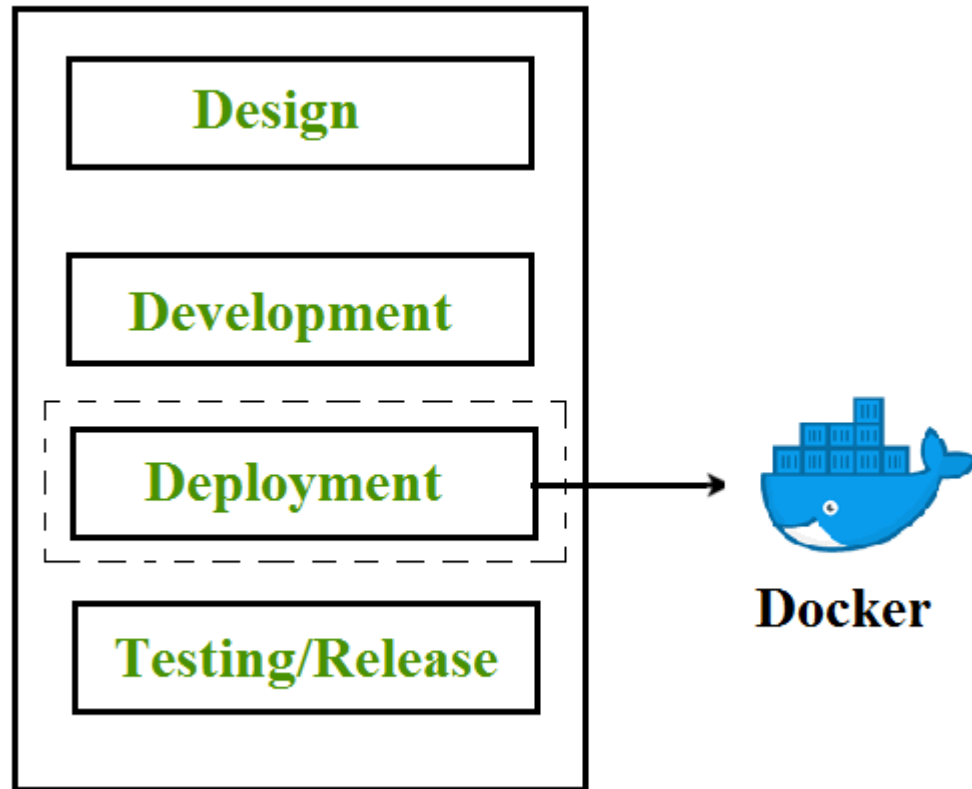 Design
Development
Deployment
Testing/Release
Docker